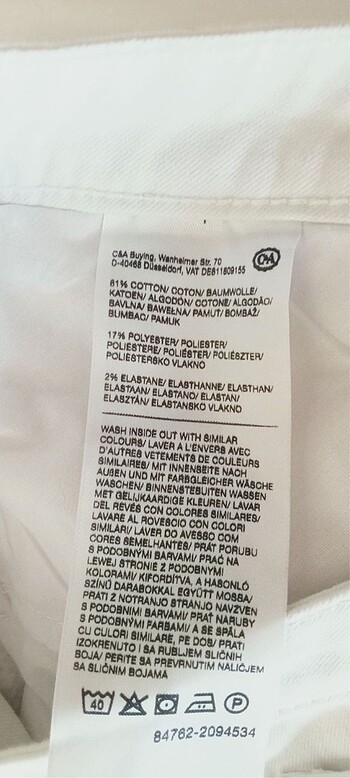 C&A Buying, Wanheimer Str. 70
D-40468 Düsseldorf, VAT DE811809155
C&A
81% COTTON/ COTON/ BAUMWOLLE/
KATOEN/ ALGODÓN/ COTONE/ ALGODÃO/
BAVLNA/ BAWEŁNA/ PAMUT/ BOMBAŽ/
BUMBAC/ PAMUK
17% POLYESTER/ POLIESTER/
POLIESTERE/ POLIÉSTER/ POLIÉSZTER/
POLIESTERSKO VLAKNO
2% ELASTANE/ ELASTHANNE/ ELASTHAN/
ELASTAAN/ ELASTANO/ ELASTAN/
ELASZTÁN/ ELASTANSKO VLAKNO
WASH INSIDE OUT WITH SIMILAR
COLOURS/ LAVER A L'ENVERS AVEC
D'AUTRES VETEMENTS DE COULEURS
SIMILAIRES/ MIT INNENSEITE NACH
AUßEN UND MIT FARBGLEICHER WÄSCHE
WASCHEN/ BINNENSTEBUITEN WASSEN
MET GELIJKAARDIGE KLEUREN/ LAVAR
DEL REVÉS CON COLORES SIMILARES/
LAVARE AL ROVESCIO CON COLORI
SIMILARI/ LAVER DO AVESSO COM
CORES SEMELHANTES/ PRÁT PORUBU
S PODOBNÝMI BARVAMI/ PRAĆ NA
LEWEJ STRONIE Z PODOBNYMI
KOLORAMI/ KIFORDÍTVA, A HASONLÓ
SZÍNŰ DARABOKKAL EGYÜTT MOSSA/
PRATI Z NOTRANJO STRANJO NAVZVEN
S PODOBNIMI BARVAMI/ PRAŤ NARUBY
S PODOBNÝMI FARBAMI/ A SE SPĂLA
CU CULORI SIMILARE, PE DOS/ PRATI
IZOKRENUTO I SA RUBLJEM SLIČNIH
BOJA/ PERITE SA PREVRNUTIM NALIČJEM
SA SLIČNIM BOJAMA
40 P
84762-2094534